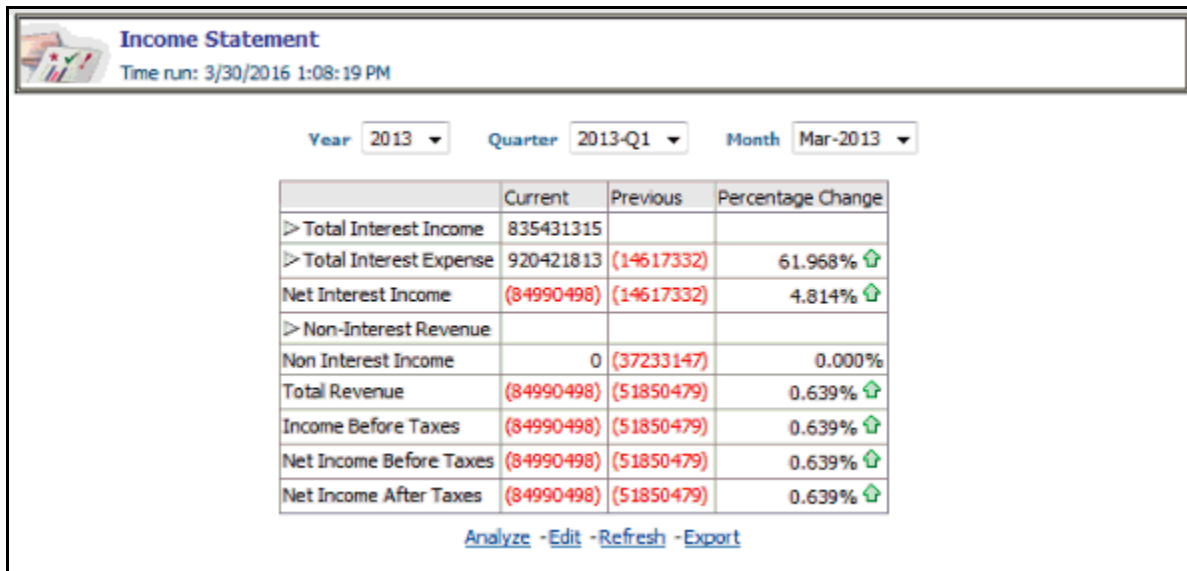 Income Statement
Time run: 3/30/2016 1:08:19 PM
Year 2013 Quarter 2013-Q1 Month Mar-2013
Current Previous Percentage Change
Total Interest Income 835431315
Total Interest Expense 920421813 (14617332) 61.968%
Net Interest Income (84990498) (14617332) 4.814%
Non-Interest Revenue
Non Interest Income 0 (37233147) 0.000%
Total Revenue (84990498) (51850479) 0.639%
Income Before Taxes (84990498) (51850479) 0.639%
Net Income Before Taxes (84990498) (51850479) 0.639%
Net Income After Taxes (84990498) (51850479) 0.639%
Analyze - Edit - Refresh - Export